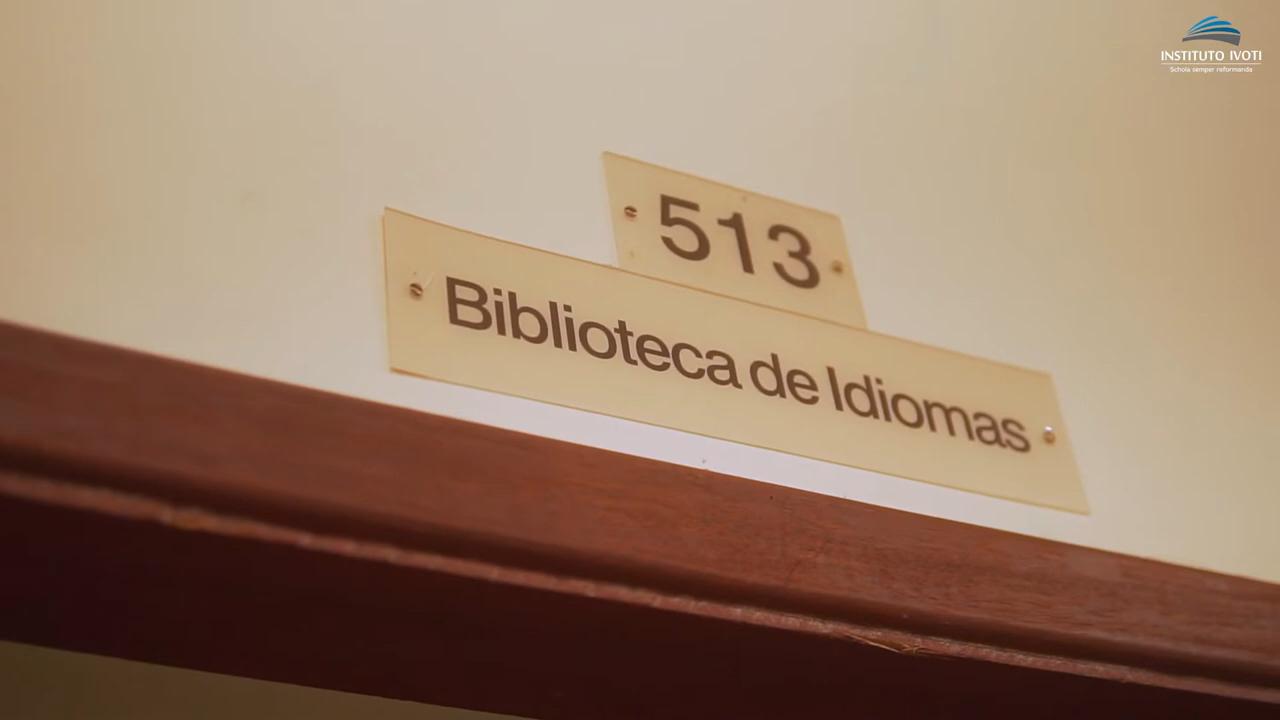 INSTITUTO IVOTI
Schola semper reformanda
513
Biblioteca de Idiomas